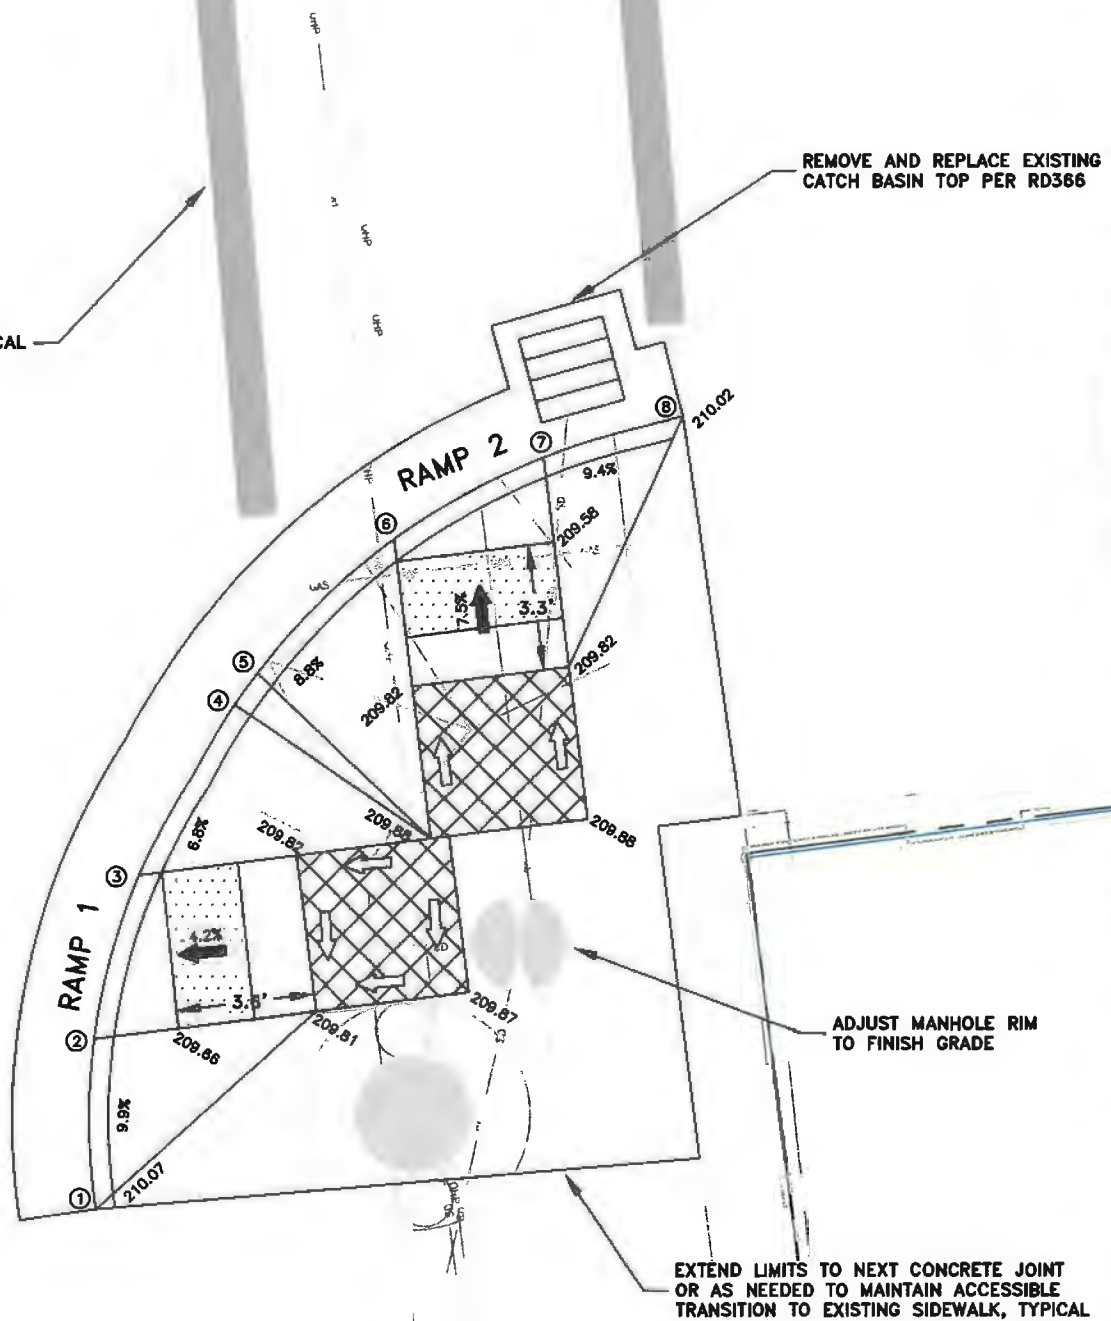 REMOVE AND REPLACE EXISTING
CATCH BASIN TOP PER RD366
CAL
RAMP 2
8
210.02
7
9.4%
6
209.58
7.5%
3.3'
5
8.8%
209.82
209.82
4
6.8%
209.88
209.82
3
209.88
RAMP 1
4.2%
2
209.66
209.81
209.87
ADJUST MANHOLE RIM
TO FINISH GRADE
9.9%
1
210.07
EXTEND LIMITS TO NEXT CONCRETE JOINT
OR AS NEEDED TO MAINTAIN ACCESSIBLE
TRANSITION TO EXISTING SIDEWALK, TYPICAL